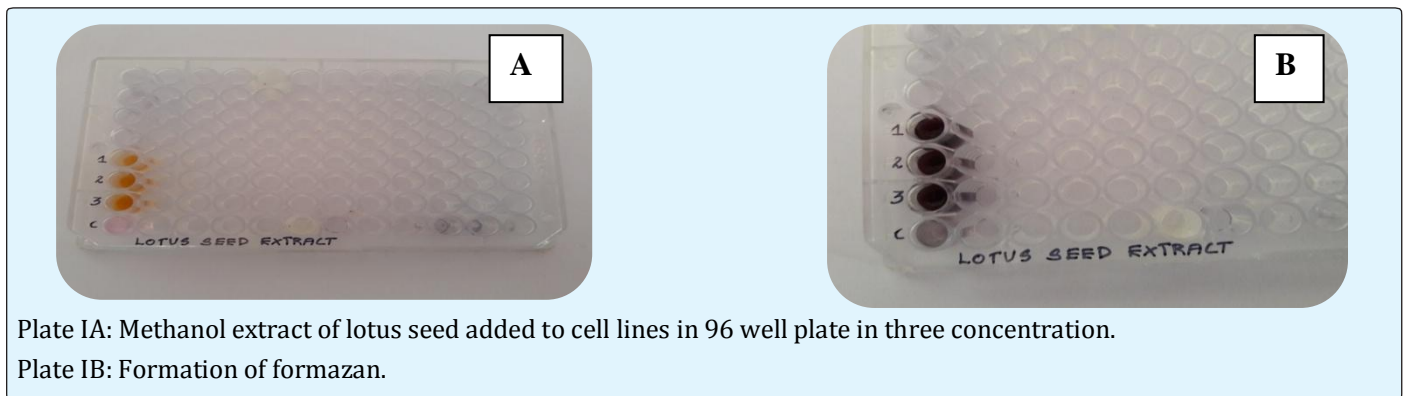 A
1
2
3
C
LOTUS SEED EXTRACT
B
1
2
3
C
LOTUS SEED EXTRACT
Plate IA: Methanol extract of lotus seed added to cell lines in 96 well plate in three concentration.
Plate IB: Formation of formazan.